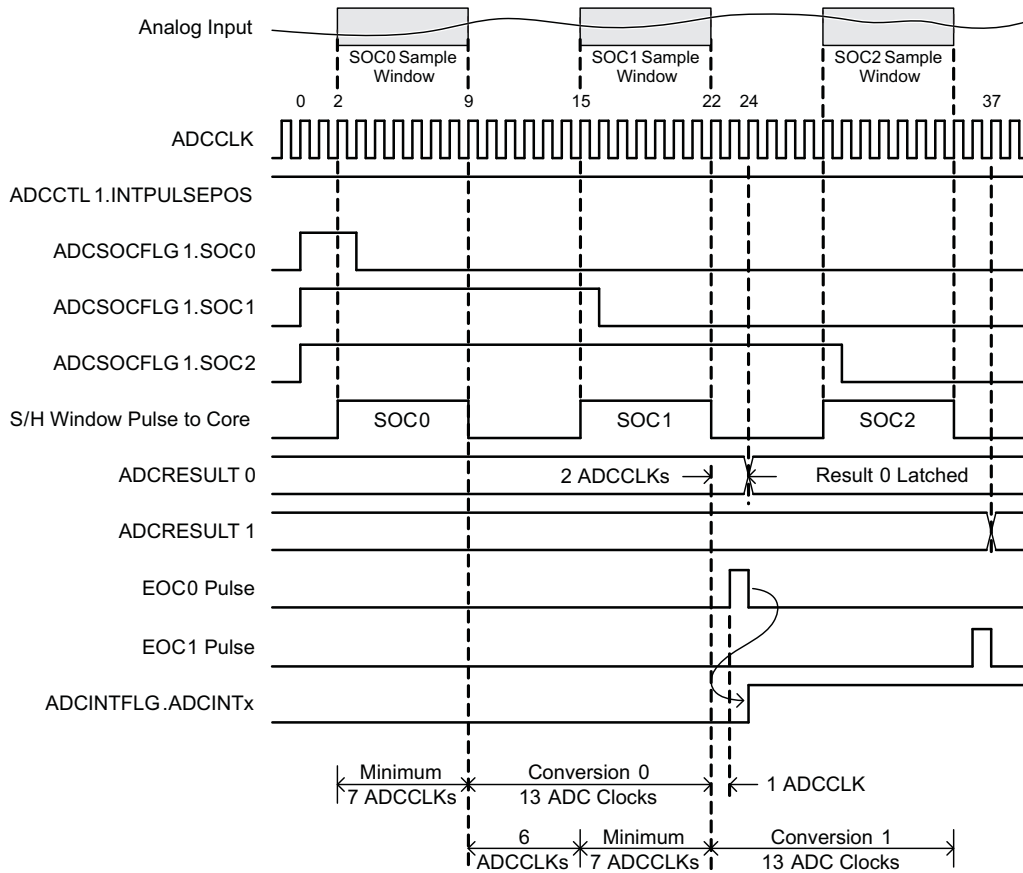 Analog Input
SOC0 Sample
Window
SOC1 Sample
Window
SOC2 Sample
Window
0 2 9 15 22 24 37
ADCCLK
ADCCTL 1.INTPULSEPOS
ADCSOCFLG 1.SOC0
ADCSOCFLG 1.SOC1
ADCSOCFLG 1.SOC2
S/H Window Pulse to Core SOC0 SOC1 SOC2
ADCRESULT 0 2 ADCCLKs Result 0 Latched
ADCRESULT 1
EOC0 Pulse
EOC1 Pulse
ADCINTFLG .ADCINTx
Minimum
7 ADCCLKs
Conversion 0
13 ADC Clocks
1 ADCCLK
6
ADCCLKs
Minimum
7 ADCCLKs
Conversion 1
13 ADC Clocks